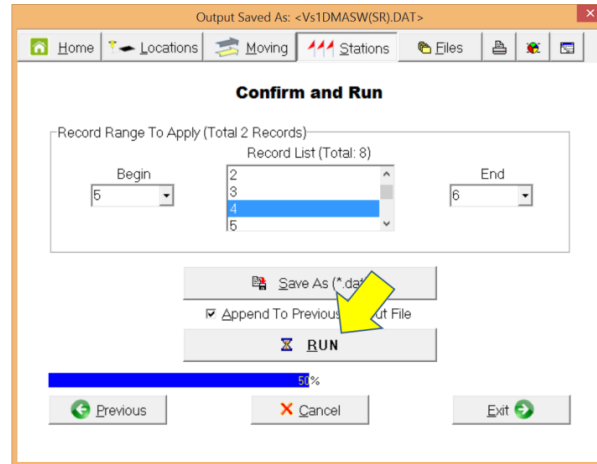 Output Saved As: <Vs1DMASW(SR).DAT>
Home Locations Moving Stations Files
Confirm and Run
Record Range To Apply (Total 2 Records)
Record List (Total: 8)
Begin End
5 2 6
3
4
5
Save As (*.dat
Append To Previous ut File
RUN
50%
Previous Cancel Exit